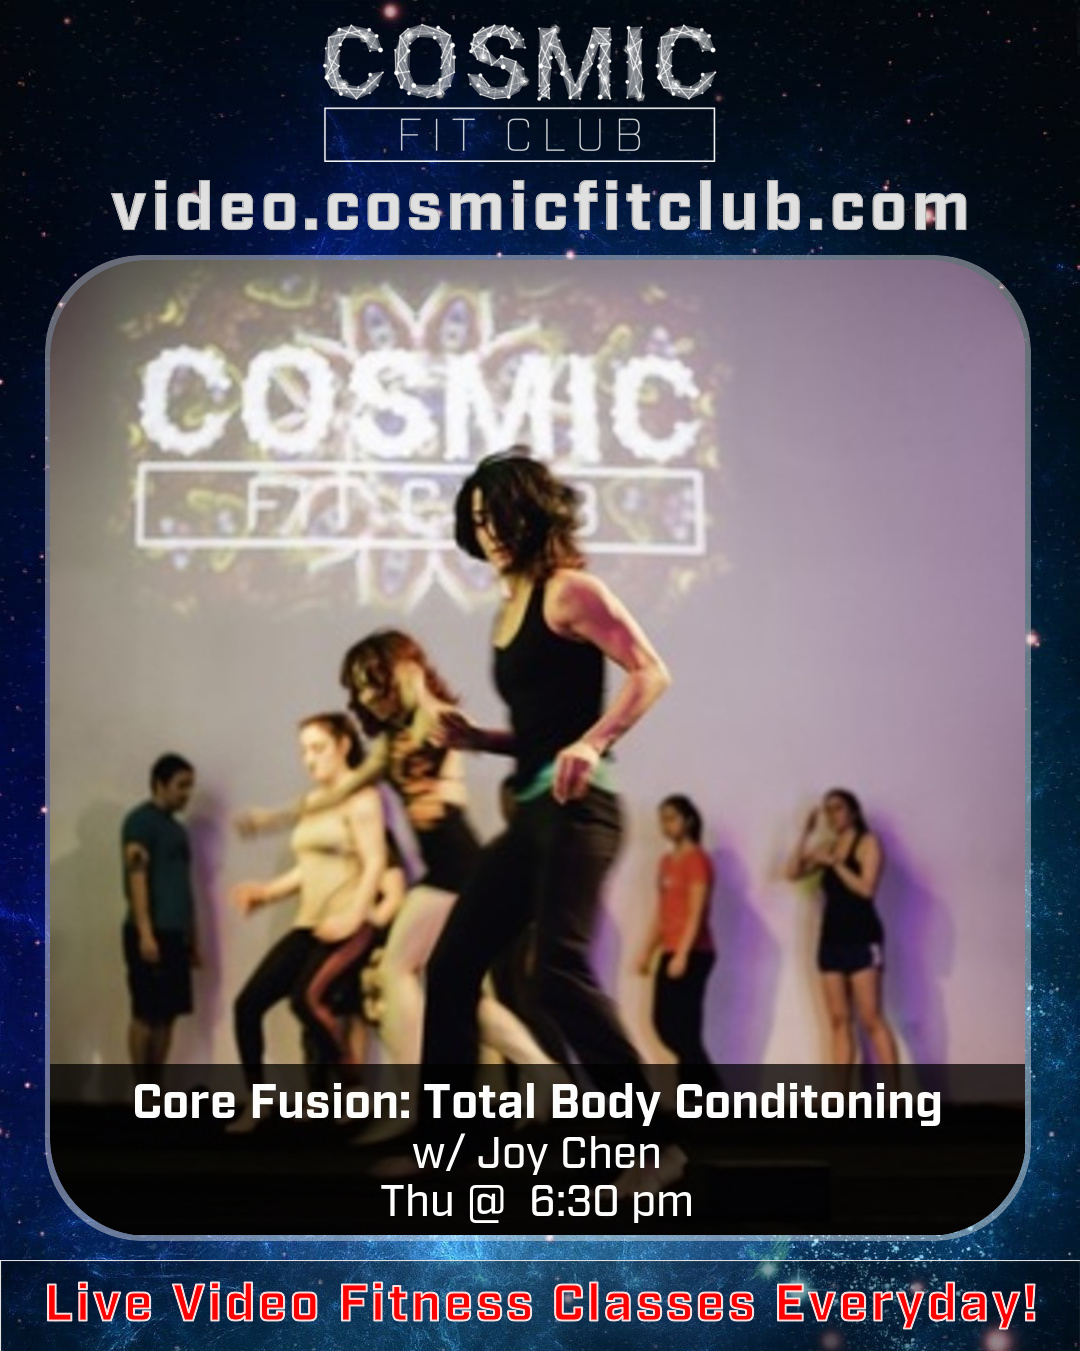 COSMIC
FIT CLUB
video.cosmicfitclub.com
COSMIC
Core Fusion: Total Body Conditoning
w/ Joy Chen
Thu @ 6:30 pm
Live Video Fitness Classes Everyday!